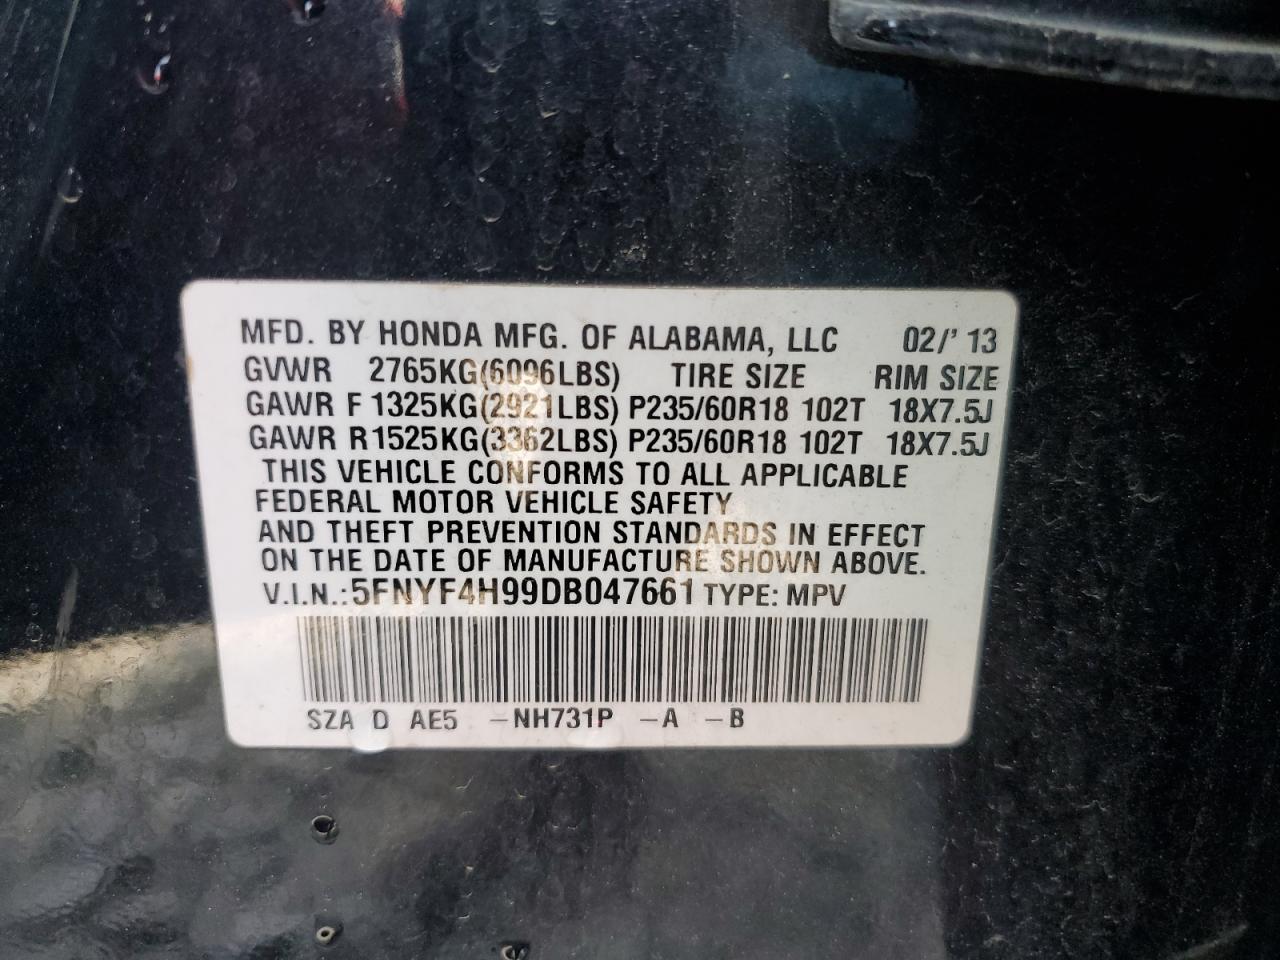 MFD. BY HONDA MFG. OF ALABAMA, LLC 02/'13
GVWR 2765KG(6096LBS) TIRE SIZE RIM SIZE
GAWR F 1325KG(2921LBS) P235/60R18 102T 18X7.5J
GAWR R1525KG(3362LBS) P235/60R18 102T 18X7.5J
THIS VEHICLE CONFORMS TO ALL APPLICABLE
FEDERAL MOTOR VEHICLE SAFETY
AND THEFT PREVENTION STANDARDS IN EFFECT
ON THE DATE OF MANUFACTURE SHOWN ABOVE.
V.I.N.:5FNYF4H99DB047661 TYPE: MPV
SZA D AE5 -NH731P -A -B